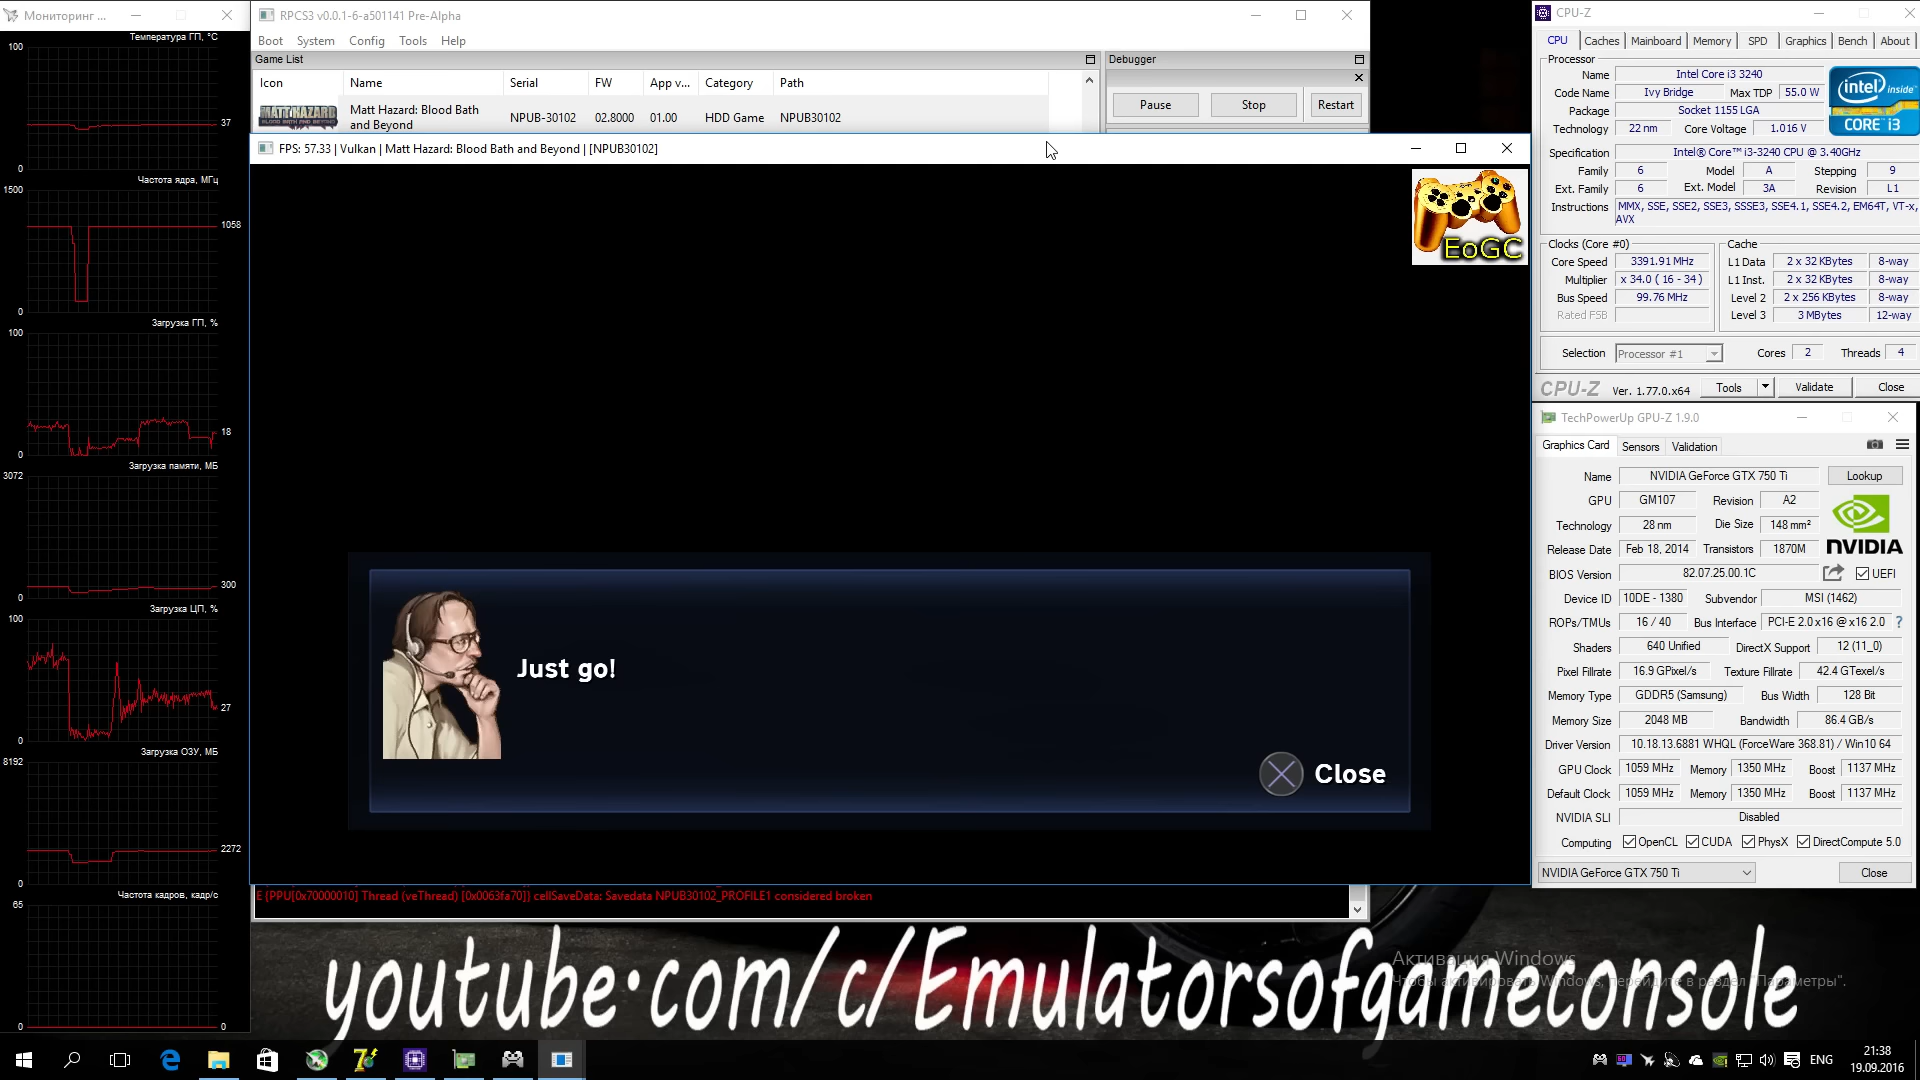 Мониторинг ...
Температура ГП, °C
100
37
0
Частота ядра, МГц
1500
1058
0
Загрузка ГП, %
100
18
0
Загрузка памяти, МБ
3072
300
0
Загрузка ЦП, %
100
27
0
Загрузка ОЗУ, МБ
8192
2272
0
Частота кадров, кадр/с
65
0
0
RPCS3 v0.0.1-6-a501141 Pre-Alpha
Boot System Config Tools Help
Game List
Icon Name Serial FW App v... Category Path
MATT HAZARD
Matt Hazard: Blood Bath
and Beyond
NPUB-30102 02.8000 01.00 HDD Game NPUB30102
Debugger
Pause Stop Restart
FPS: 57.33 | Vulkan | Matt Hazard: Blood Bath and Beyond | [NPUB30102]
EoGC
Just go!
Close
E {PPU[0x70000010] Thread (veThread) [0x0063fa70]} cellSaveData: Savedata NPUB30102_PROFILE1 considered broken
CPU-Z
CPU Caches Mainboard Memory SPD Graphics Bench About
Processor
Name Intel Core i3 3240
Code Name Ivy Bridge Max TDP 55.0 W
Package Socket 1155 LGA
Technology 22 nm Core Voltage 1.016 V
intel inside™
CORE i3
Specification Intel® Core™ i3-3240 CPU @ 3.40GHz
Family 6 Model A Stepping 9
Ext. Family 6 Ext. Model 3A Revision L1
Instructions MMX, SSE, SSE2, SSE3, SSSE3, SSE4.1, SSE4.2, EM64T, VT-x,
AVX
Clocks (Core #0)
Core Speed 3391.91 MHz
Multiplier x 34.0 ( 16 - 34 )
Bus Speed 99.76 MHz
Rated FSB
Cache
L1 Data 2 x 32 KBytes 8-way
L1 Inst. 2 x 32 KBytes 8-way
Level 2 2 x 256 KBytes 8-way
Level 3 3 MBytes 12-way
Selection Processor #1 Cores 2 Threads 4
CPU-Z Ver. 1.77.0.x64 Tools Validate Close
TechPowerUp GPU-Z 1.9.0
Graphics Card Sensors Validation
Name NVIDIA GeForce GTX 750 Ti Lookup
GPU GM107 Revision A2
Technology 28 nm Die Size 148 mm²
Release Date Feb 18, 2014 Transistors 1870M
NVIDIA
BIOS Version 82.07.25.00.1C UEFI
Device ID 10DE - 1380 Subvendor MSI (1462)
ROPs/TMUs 16 / 40 Bus Interface PCI-E 2.0 x16 @ x16 2.0 ?
Shaders 640 Unified DirectX Support 12 (11_0)
Pixel Fillrate 16.9 GPixel/s Texture Fillrate 42.4 GTexel/s
Memory Type GDDR5 (Samsung) Bus Width 128 Bit
Memory Size 2048 MB Bandwidth 86.4 GB/s
Driver Version 10.18.13.6881 WHQL (ForceWare 368.81) / Win10 64
GPU Clock 1059 MHz Memory 1350 MHz Boost 1137 MHz
Default Clock 1059 MHz Memory 1350 MHz Boost 1137 MHz
NVIDIA SLI Disabled
Computing OpenCL CUDA PhysX DirectCompute 5.0
NVIDIA GeForce GTX 750 Ti Close
youtube.com/c/Emulatorsofgameconsole
Активация Windows
Чтобы активировать Windows, перейдите в раздел "Параметры".
ENG
21:38
19.09.2016